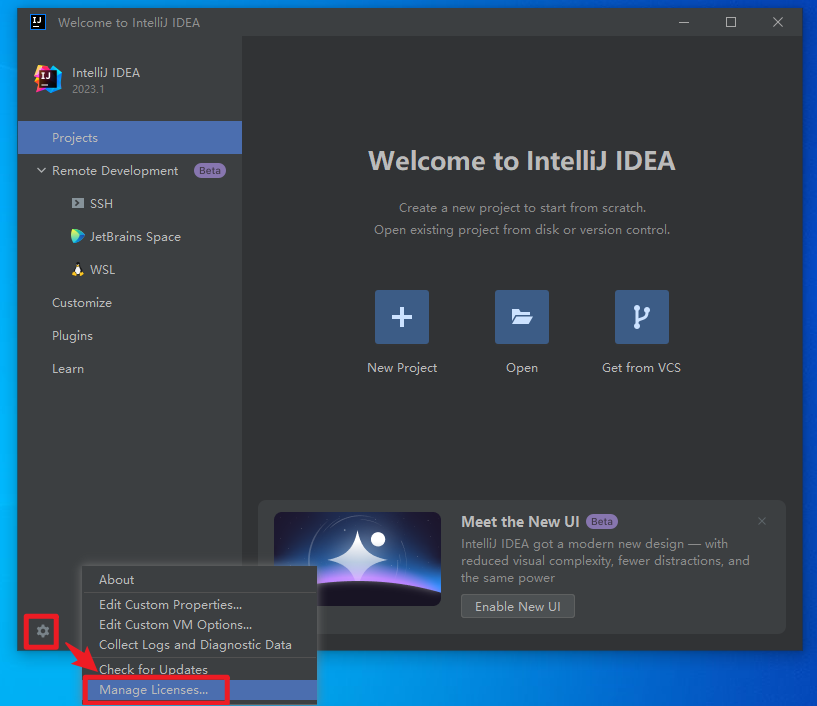 IJ
Welcome to IntelliJ IDEA
IJ
IntelliJ IDEA
2023.1
Projects
Remote Development Beta
SSH
JetBrains Space
WSL
Customize
Plugins
Learn
Welcome to IntelliJ IDEA
Create a new project to start from scratch.
Open existing project from disk or version control.
New Project
Open
Get from VCS
Meet the New UI Beta
IntelliJ IDEA got a modern new design — with
reduced visual complexity, fewer distractions, and
the same power
Enable New UI
About
Edit Custom Properties...
Edit Custom VM Options...
Collect Logs and Diagnostic Data
Check for Updates
Manage Licenses...